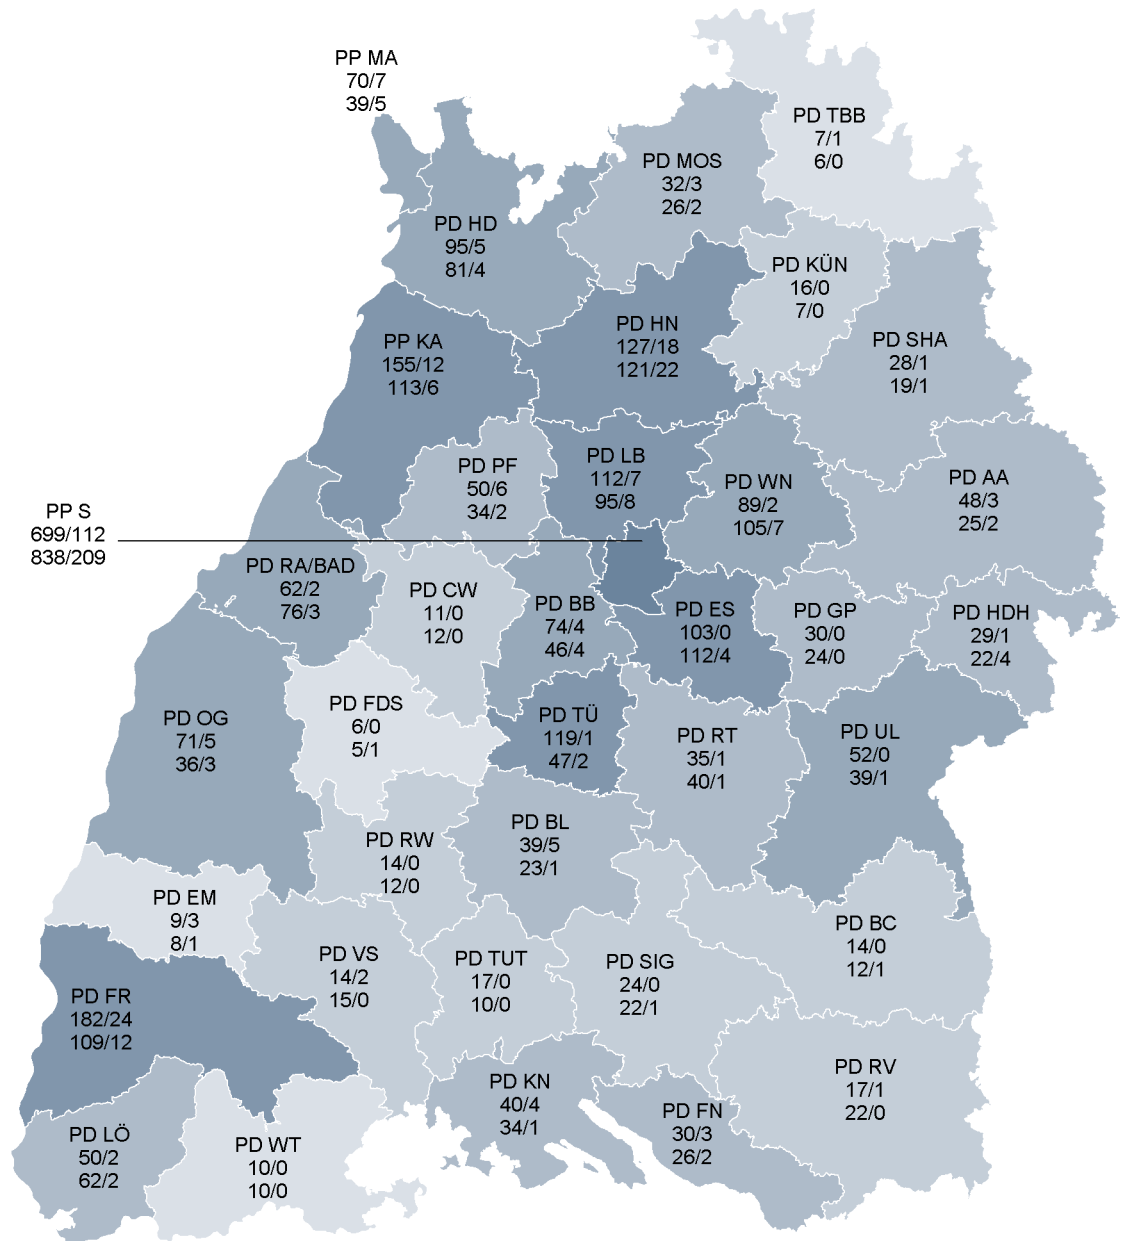 PP MA
70/7
39/5
PD TBB
7/1
6/0
PD MOS
32/3
26/2
PD HD
95/5
81/4
PD KÜN
16/0
7/0
PD HN
127/18
121/22
PP KA
155/12
113/6
PD SHA
28/1
19/1
PD LB
112/7
95/8
PD PF
50/6
34/2
PD WN
89/2
105/7
PD AA
48/3
25/2
PP S
699/112
838/209
PD RA/BAD
62/2
76/3
PD CW
11/0
12/0
PD BB
74/4
46/4
PD ES
103/0
112/4
PD GP
30/0
24/0
PD HDH
29/1
22/4
PD FDS
6/0
5/1
PD OG
71/5
36/3
PD TÜ
119/1
47/2
PD RT
35/1
40/1
PD UL
52/0
39/1
PD RW
14/0
12/0
PD BL
39/5
23/1
PD EM
9/3
8/1
PD BC
14/0
12/1
PD VS
14/2
15/0
PD TUT
17/0
10/0
PD SIG
24/0
22/1
PD FR
182/24
109/12
PD RV
17/1
22/0
PD KN
40/4
34/1
PD FN
30/3
26/2
PD LÖ
50/2
62/2
PD WT
10/0
10/0